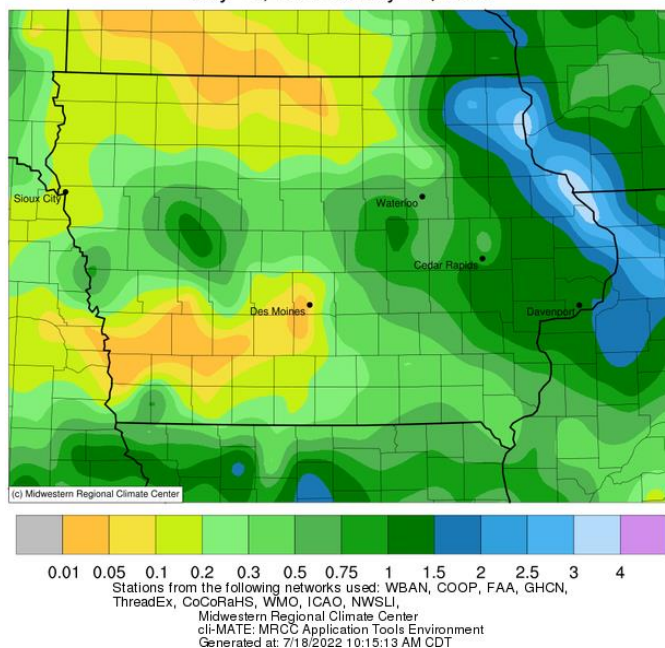 Sioux City
Waterloo
Cedar Rapids
Des Moines
Davenport
(c) Midwestern Regional Climate Center
0.01 0.05 0.1 0.2 0.3 0.5 0.75 1 1.5 2 2.5 3 4
Stations from the following networks used: WBAN, COOP, FAA, GHCN,
ThreadEx, CoCoRaHS, WMO, ICAO, NWSLI,
Midwestern Regional Climate Center
cli-MATE: MRCC Application Tools Environment
Generated at: 7/18/2022 10:15:13 AM CDT